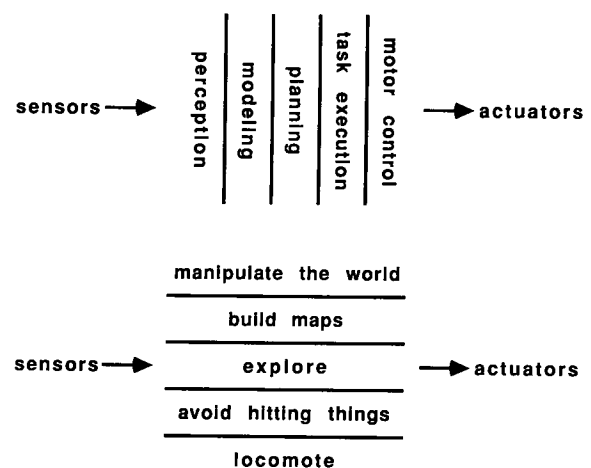 sensors
perception
modeling
planning
task execution
motor control
actuators
manipulate the world
build maps
sensors
explore
actuators
avoid hitting things
locomote